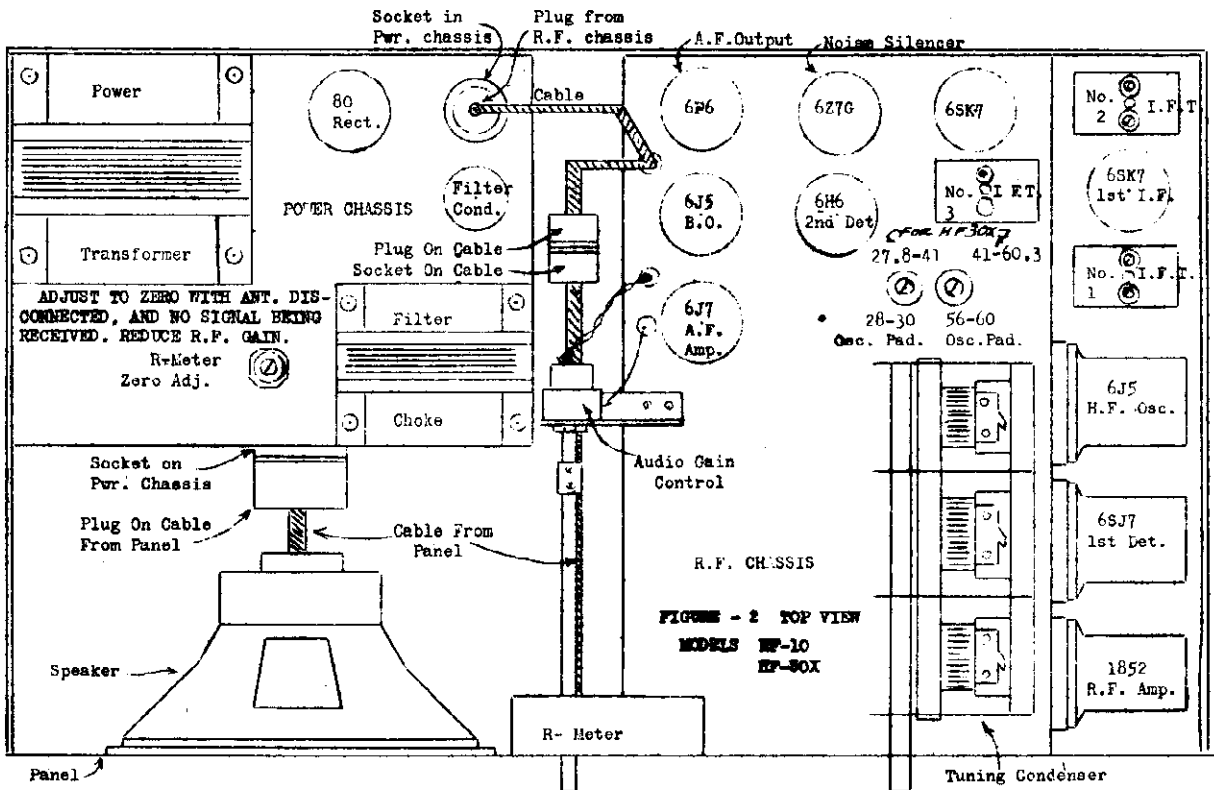 Socket in
Pwr. chassis
Plug from
R.F. chassis
A.F. Output
Noise Silencer
Power
80
Rect.
Cable
6P6
6Z7G
6SK7
No.
2
I.F.T
Filter
Cond.
POWER CHASSIS
6J5
B.O.
6H6
2nd Det
No.
3
I.F.T.
6SK7
1st I.F.
Plug On Cable
Socket On Cable
FOR HF30X
27.8-41
41-60.3
No.
1
I.F.T.
Transformer
ADJUST TO ZERO WITH ANT. DIS-
CONNECTED, AND NO SIGNAL BEING
RECEIVED. REDUCE R.F. GAIN.
R-Meter
Zero Adj.
Filter
Choke
6J7
A.F.
Amp.
28-30
Osc. Pad.
56-60
Osc. Pad.
6J5
H.F. Osc.
Socket on
Pwr. Chassis
Audio Gain
Control
Plug On Cable
From Panel
Cable From
Panel
6SJ7
1st Det.
R.F. CHASSIS
FIGURE - 2 TOP VIEW
MODELS HF-10
Speaker
1852
R.F. Amp.
R- Meter
Panel
Tuning Condenser